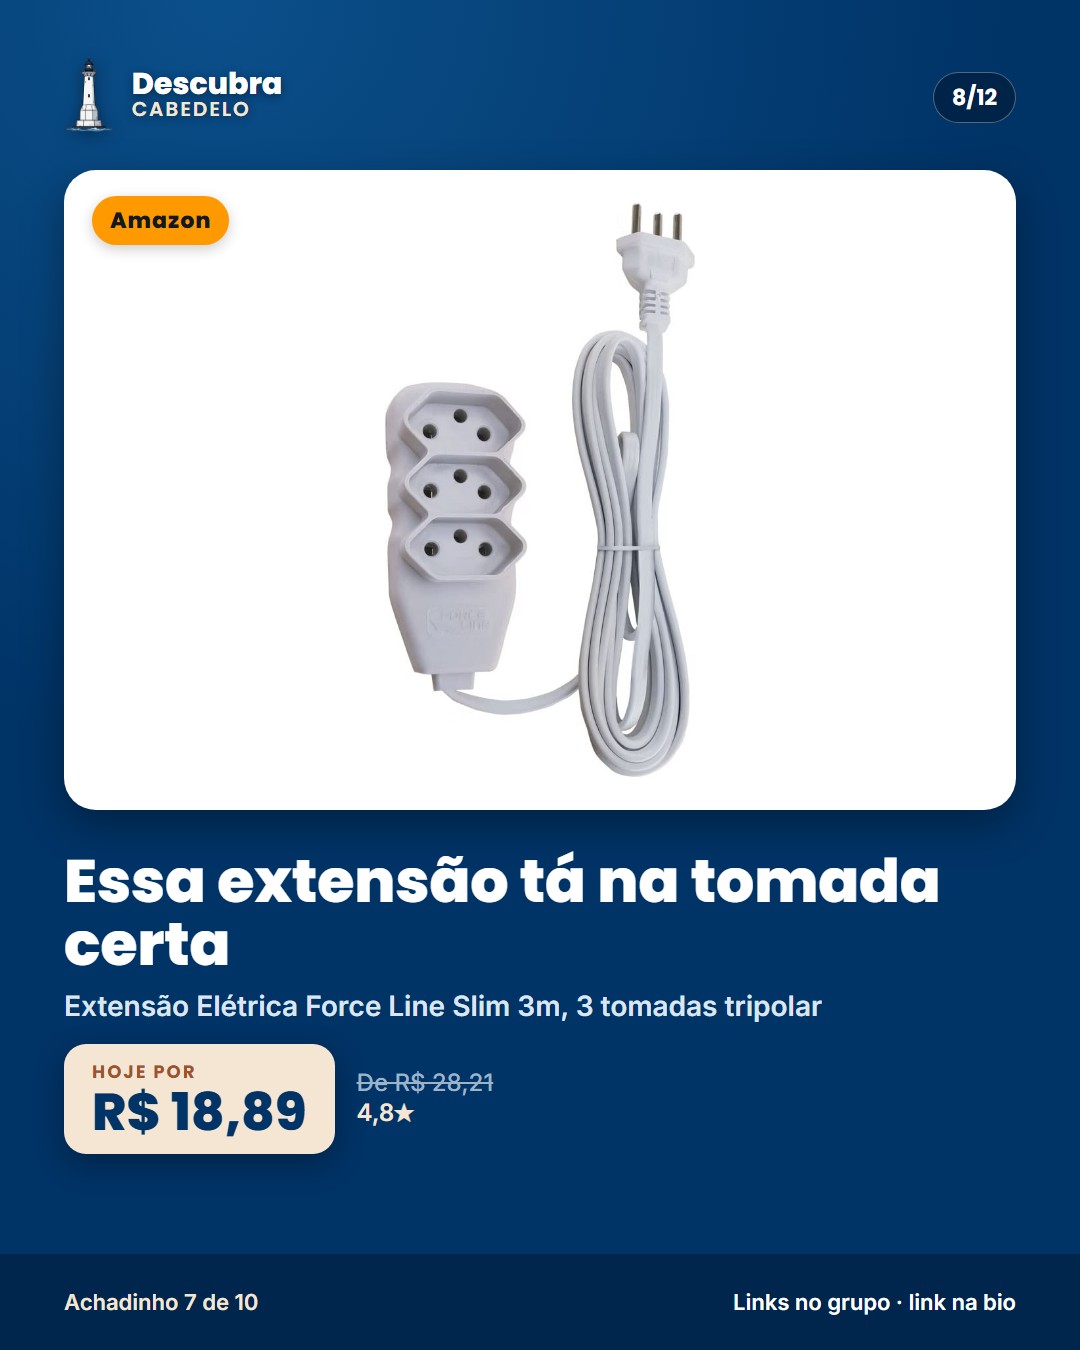 Descubra
CABEDELO
8/12
Amazon
Essa extensão tá na tomada
certa
Extensão Elétrica Force Line Slim 3m, 3 tomadas tripolar
HOJE POR
R$ 18,89
De R$ 28,21
4,8★
Achadinho 7 de 10
Links no grupo · link na bio